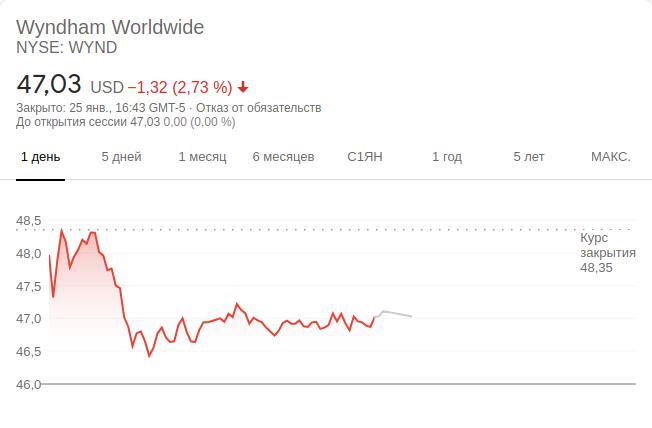 Wyndham Worldwide
NYSE: WYND
47,03 USD −1,32 (2,73 %)
Закрыто: 25 янв., 16:43 GMT-5 · Отказ от обязательств
До открытия сессии 47,03 0,00 (0,00 %)
1 день 5 дней 1 месяц 6 месяцев С1ЯН 1 год 5 лет МАКС.
48,5
Курс
закрытия
48,35
48,0
47,5
47,0
46,5
46,0